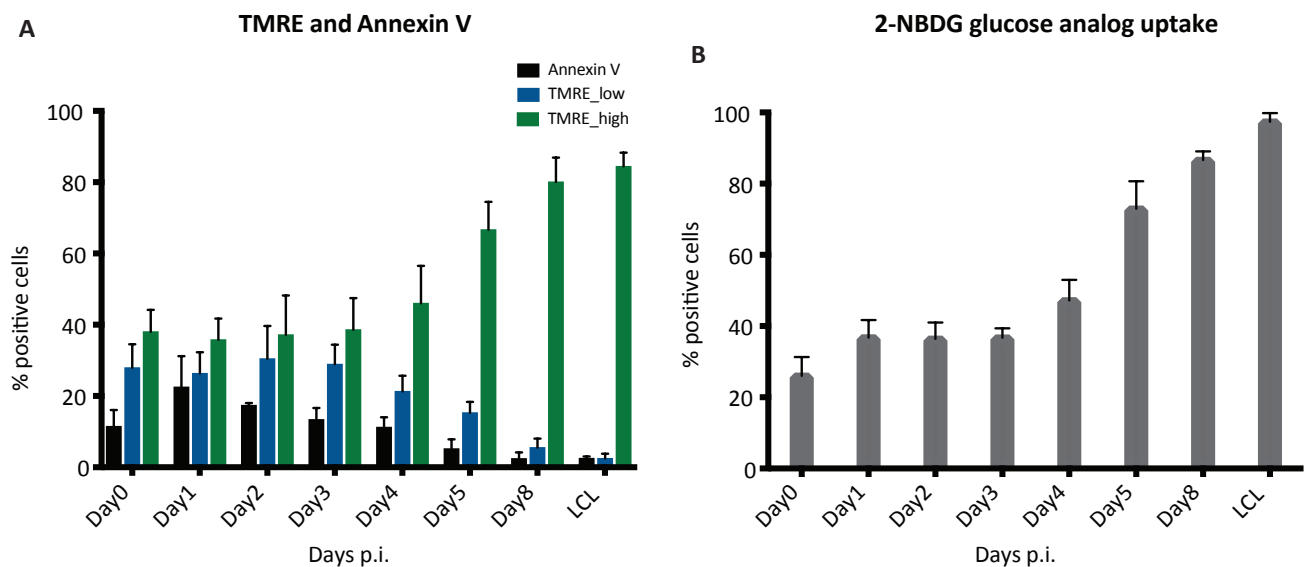 A
TMRE and Annexin V
Annexin V
TMRE_low
TMRE_high
% positive cells
100
80
60
40
20
0
Day0
Day1
Day2
Day3
Day4
Day5
Day8
LCL
Days p.i.
2-NBDG glucose analog uptake
B
% positive cells
100
80
60
40
20
0
Day0
Day1
Day2
Day3
Day4
Day5
Day8
LCL
Days p.i.